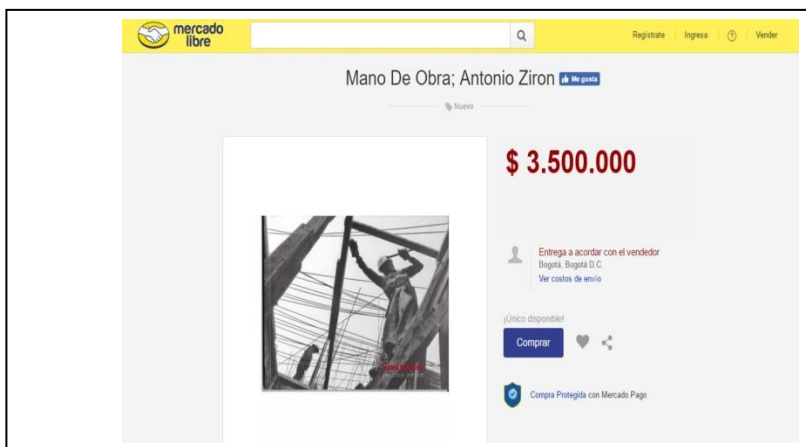 mercado
libre
Regístrate
Ingresa
?
Vender
Mano De Obra; Antonio Ziron Me gusta
Nuevo
$ 3.500.000
Entrega a acordar con el vendedor
Bogotá, Bogotá D.C.
Ver costos de envío
¡Único disponible!
Comprar
Compra Protegida con Mercado Pago